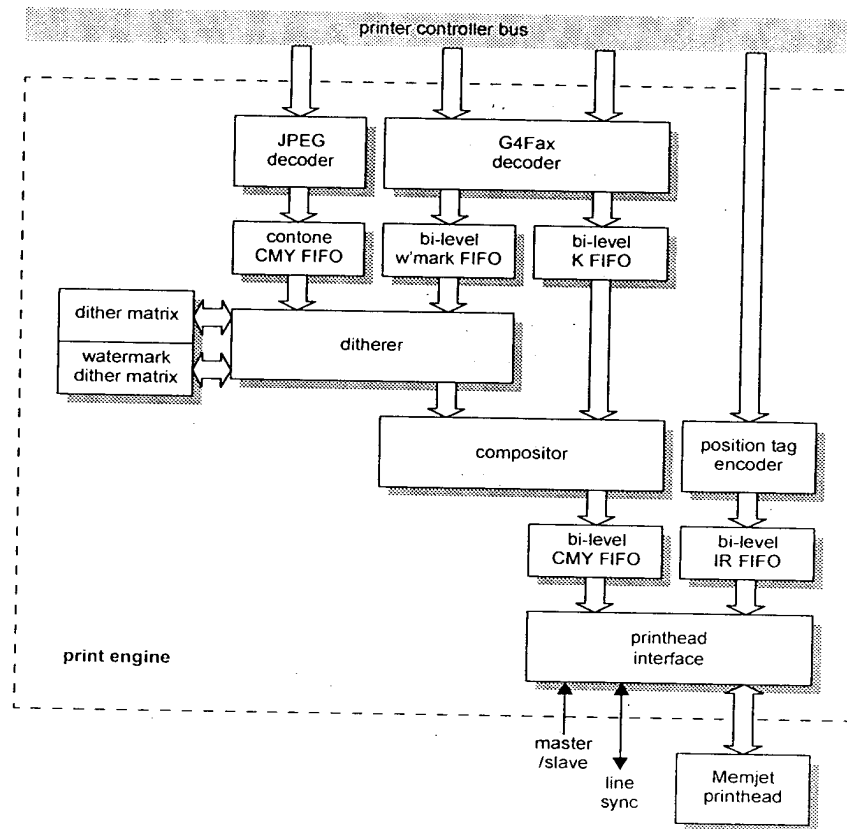 printer controller bus
JPEG
decoder
G4Fax
decoder
contone
CMY FIFO
bi-level
w'mark FIFO
bi-level
K FIFO
dither matrix
watermark
dither matrix
ditherer
compositor
position tag
encoder
bi-level
CMY FIFO
bi-level
IR FIFO
printhead
interface
print engine
master
/slave
line
sync
Memjet
printhead